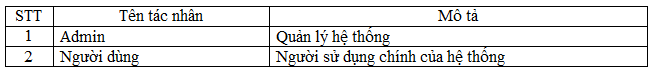 STT Tên tác nhân Mô tả
1 Admin Quản lý hệ thống
2 Người dùng Người sử dụng chính của hệ thống